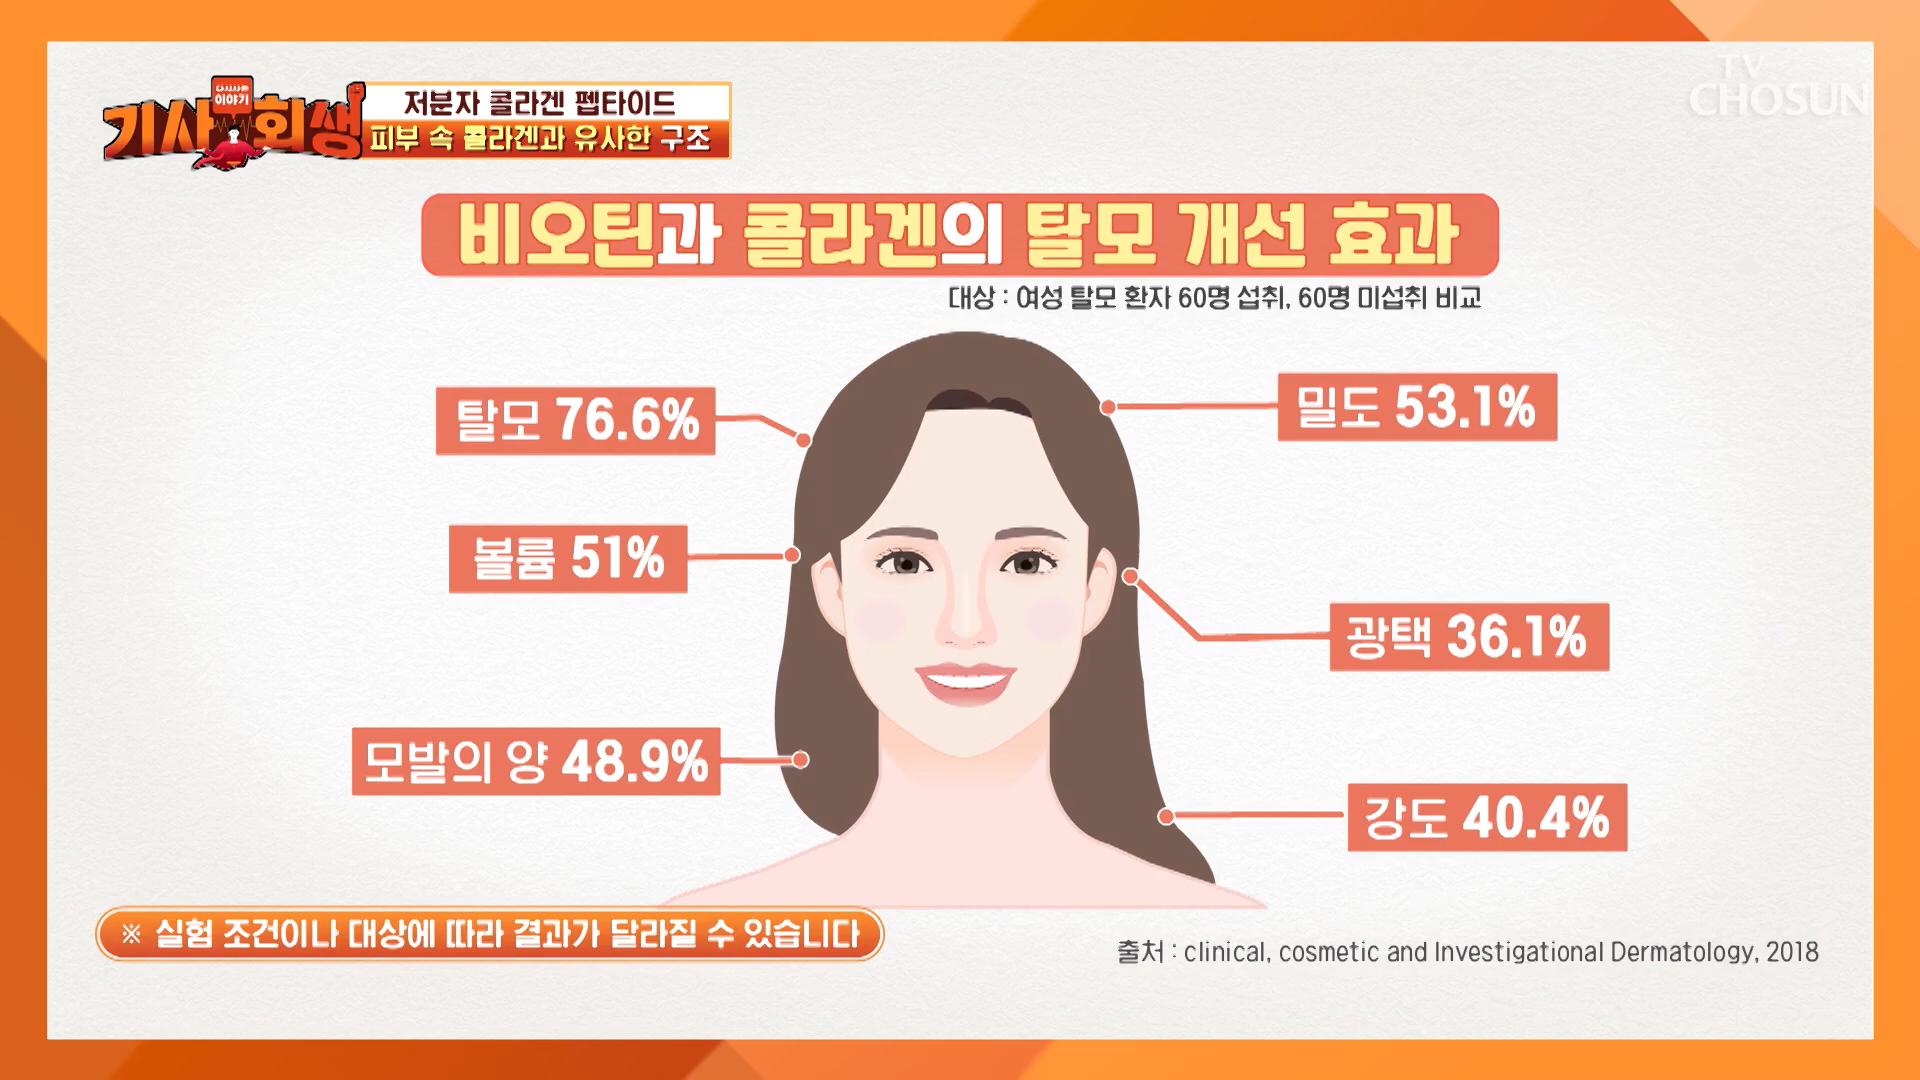 TV
CHOSUN
다시사는
이야기
기사회생
저분자 콜라겐 펩타이드
피부 속 콜라겐과 유사한 구조
비오틴과 콜라겐의 탈모 개선 효과
대상 : 여성 탈모 환자 60명 섭취, 60명 미섭취 비교
탈모 76.6%
밀도 53.1%
볼륨 51%
광택 36.1%
모발의 양 48.9%
강도 40.4%
※ 실험 조건이나 대상에 따라 결과가 달라질 수 있습니다
출처 : clinical, cosmetic and Investigational Dermatology, 2018